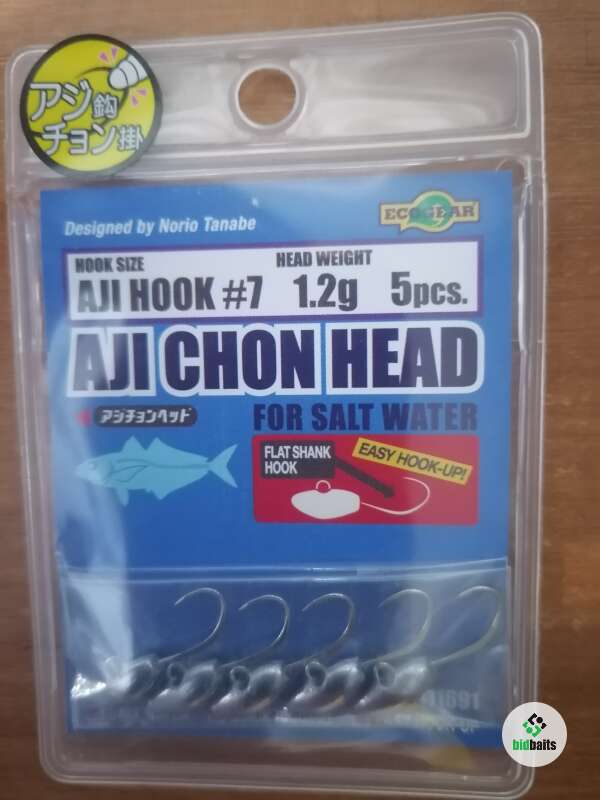 アジ鈎
チョン掛
Designed by Norio Tanabe
ECOGEAR
HOOK SIZE
HEAD WEIGHT
AJI HOOK #7 1.2g 5pcs.
AJI CHON HEAD
アジチョンヘッド
FOR SALT WATER
FLAT SHANK
HOOK
EASY HOOK-UP!
bidbaits